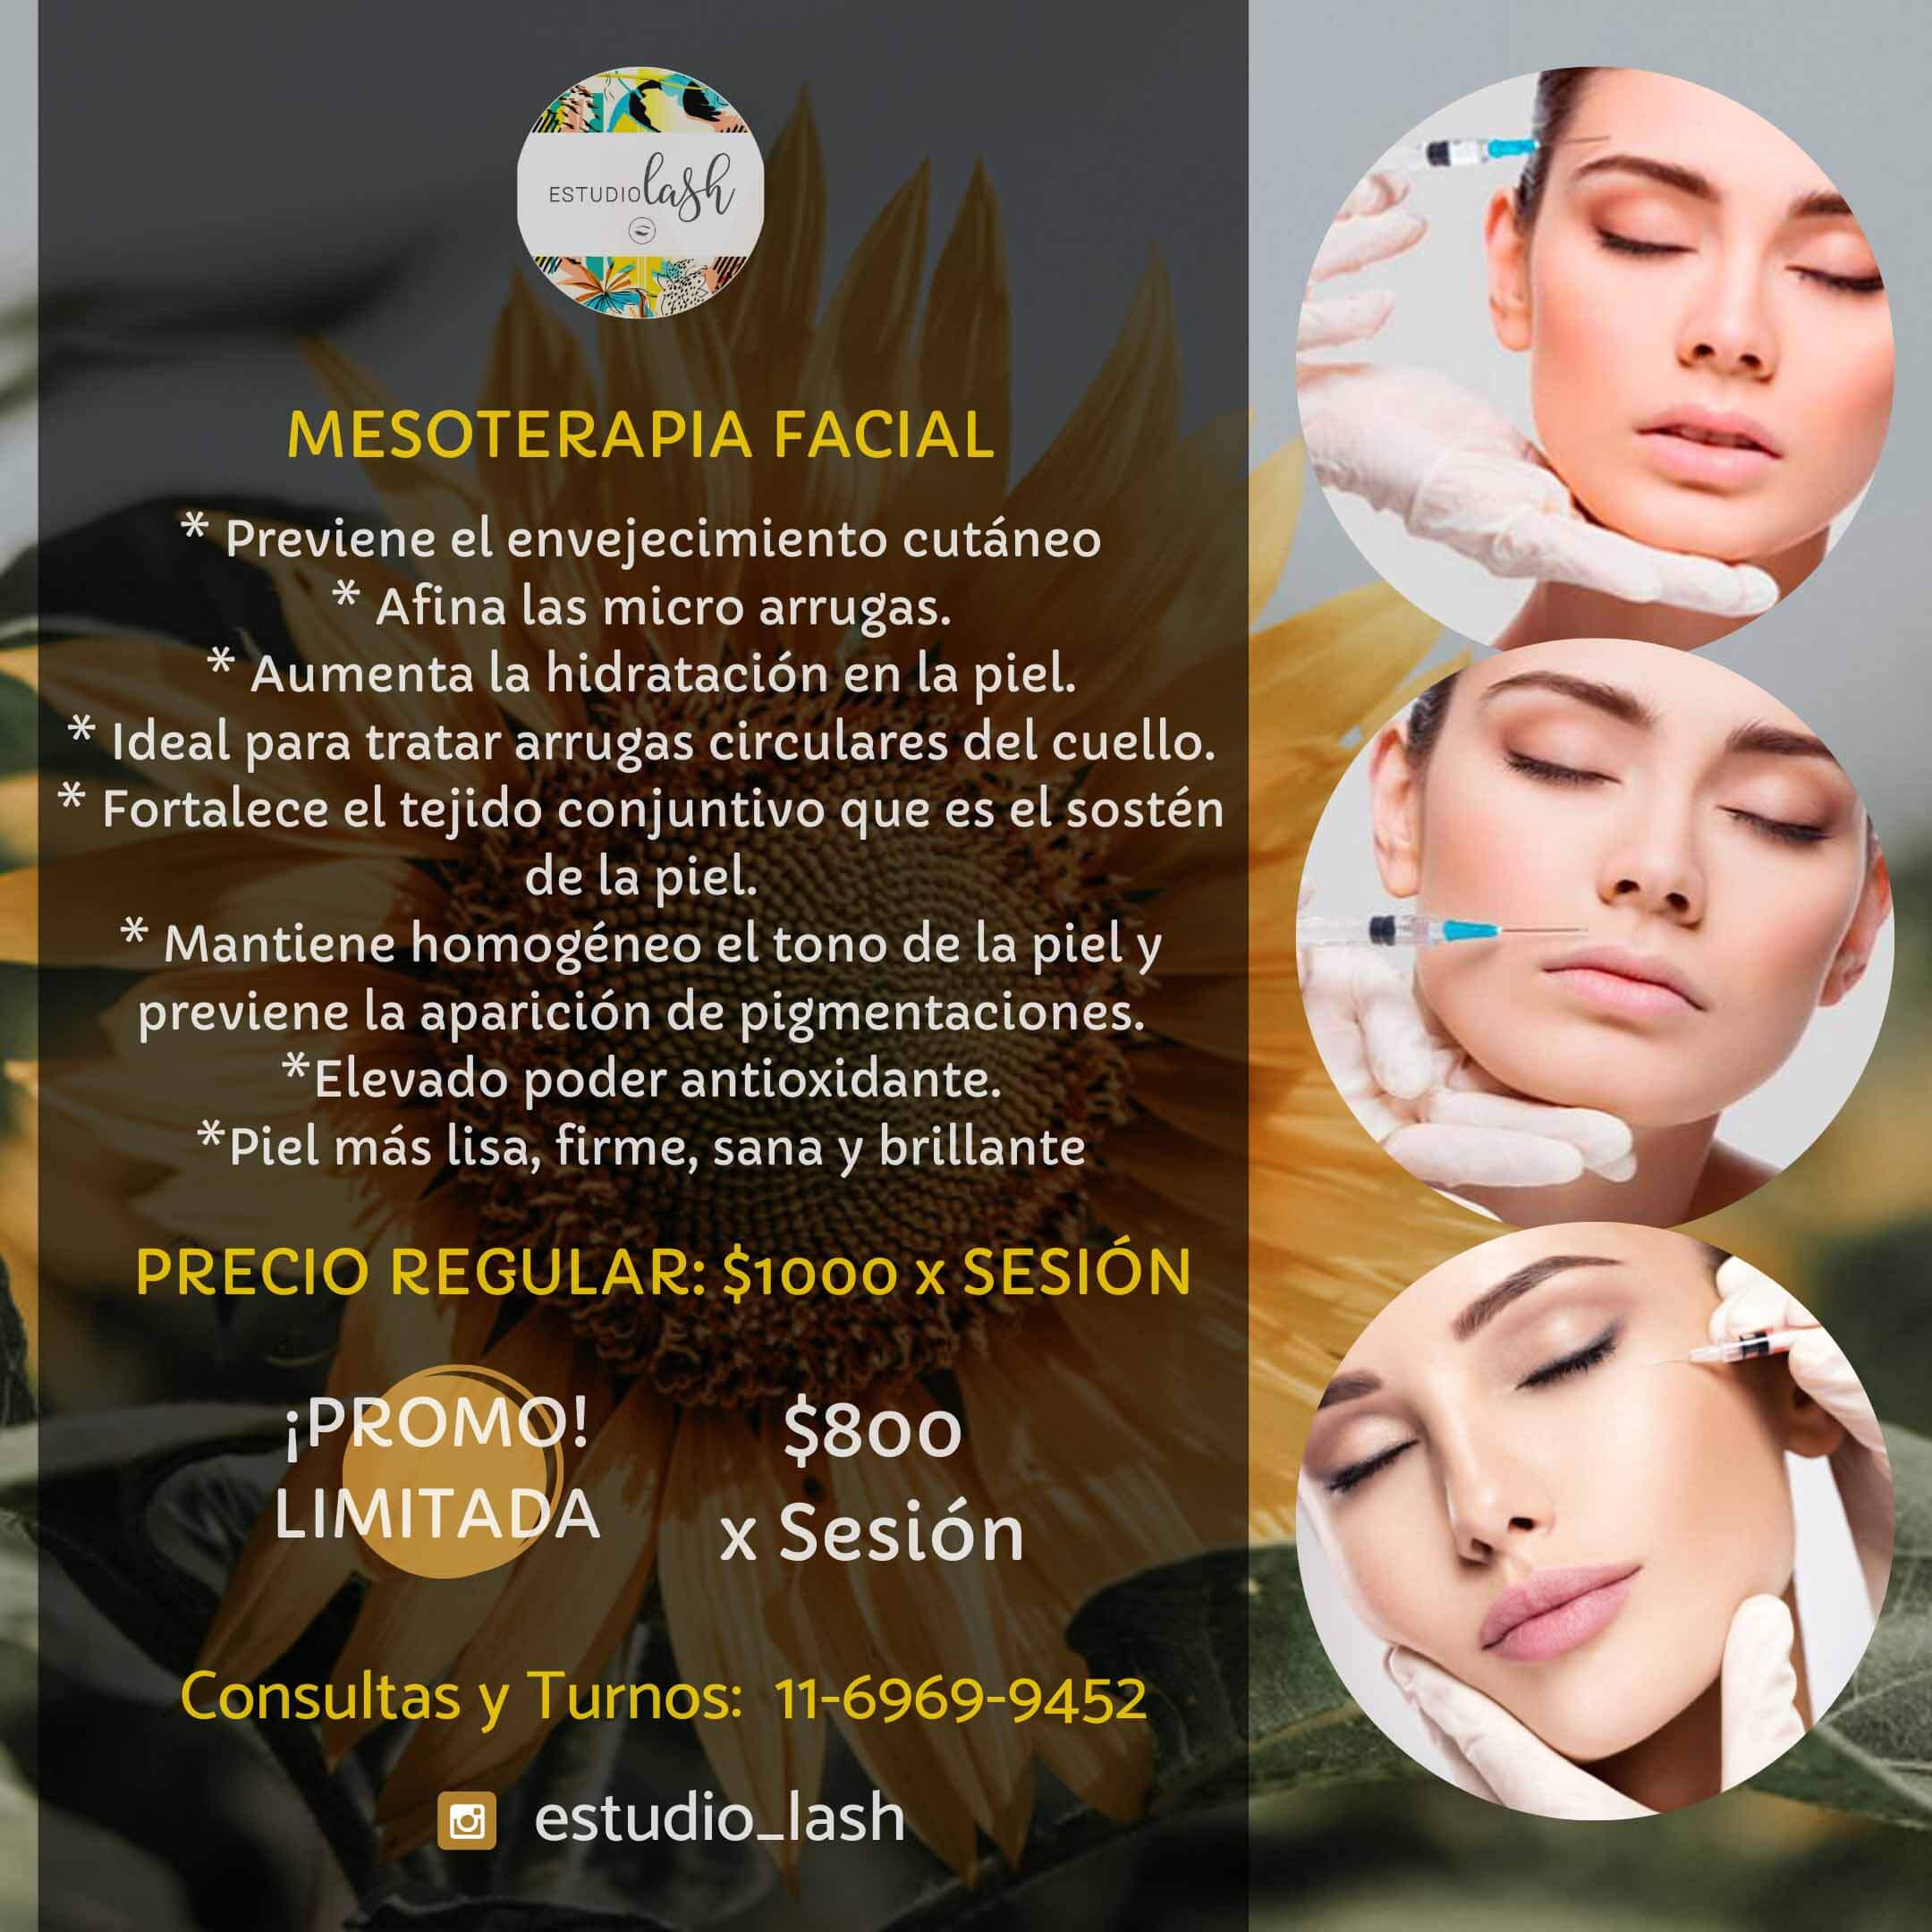 ESTUDIO lash
MESOTERAPIA FACIAL
* Previene el envejecimiento cutáneo
* Afina las micro arrugas.
* Aumenta la hidratación en la piel.
* Ideal para tratar arrugas circulares del cuello.
* Fortalece el tejido conjuntivo que es el sostén
de la piel.
* Mantiene homogéneo el tono de la piel y
previene la aparición de pigmentaciones.
*Elevado poder antioxidante.
*Piel más lisa, firme, sana y brillante
PRECIO REGULAR: $1000 x SESIÓN
¡PROMO!
LIMITADA
$800
x Sesión
Consultas y Turnos: 11-6969-9452
estudio_lash